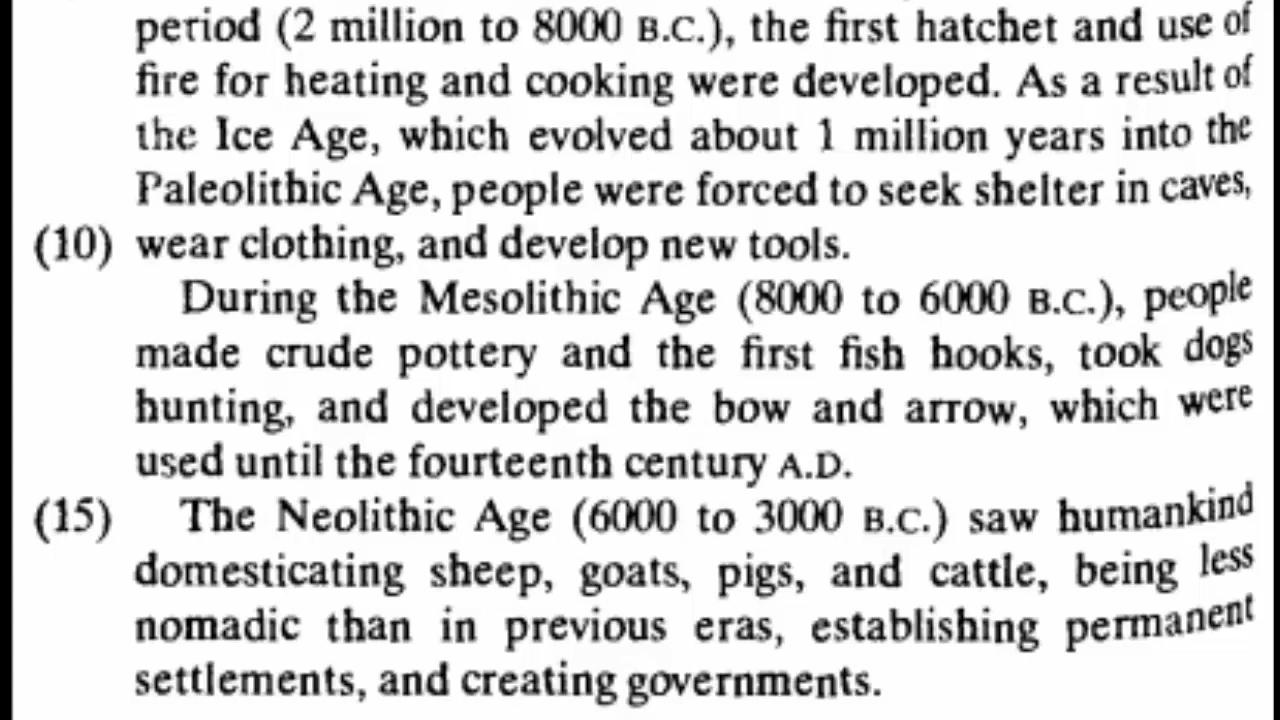 period (2 million to 8000 B.C.), the first hatchet and use of
fire for heating and cooking were developed. As a result of
the Ice Age, which evolved about 1 million years into the
Paleolithic Age, people were forced to seek shelter in caves,
(10) wear clothing, and develop new tools.
During the Mesolithic Age (8000 to 6000 B.C.), people
made crude pottery and the first fish hooks, took dogs
hunting, and developed the bow and arrow, which were
used until the fourteenth century A.D.
(15) The Neolithic Age (6000 to 3000 B.C.) saw humankind
domesticating sheep, goats, pigs, and cattle, being less
nomadic than in previous eras, establishing permanent
settlements, and creating governments.